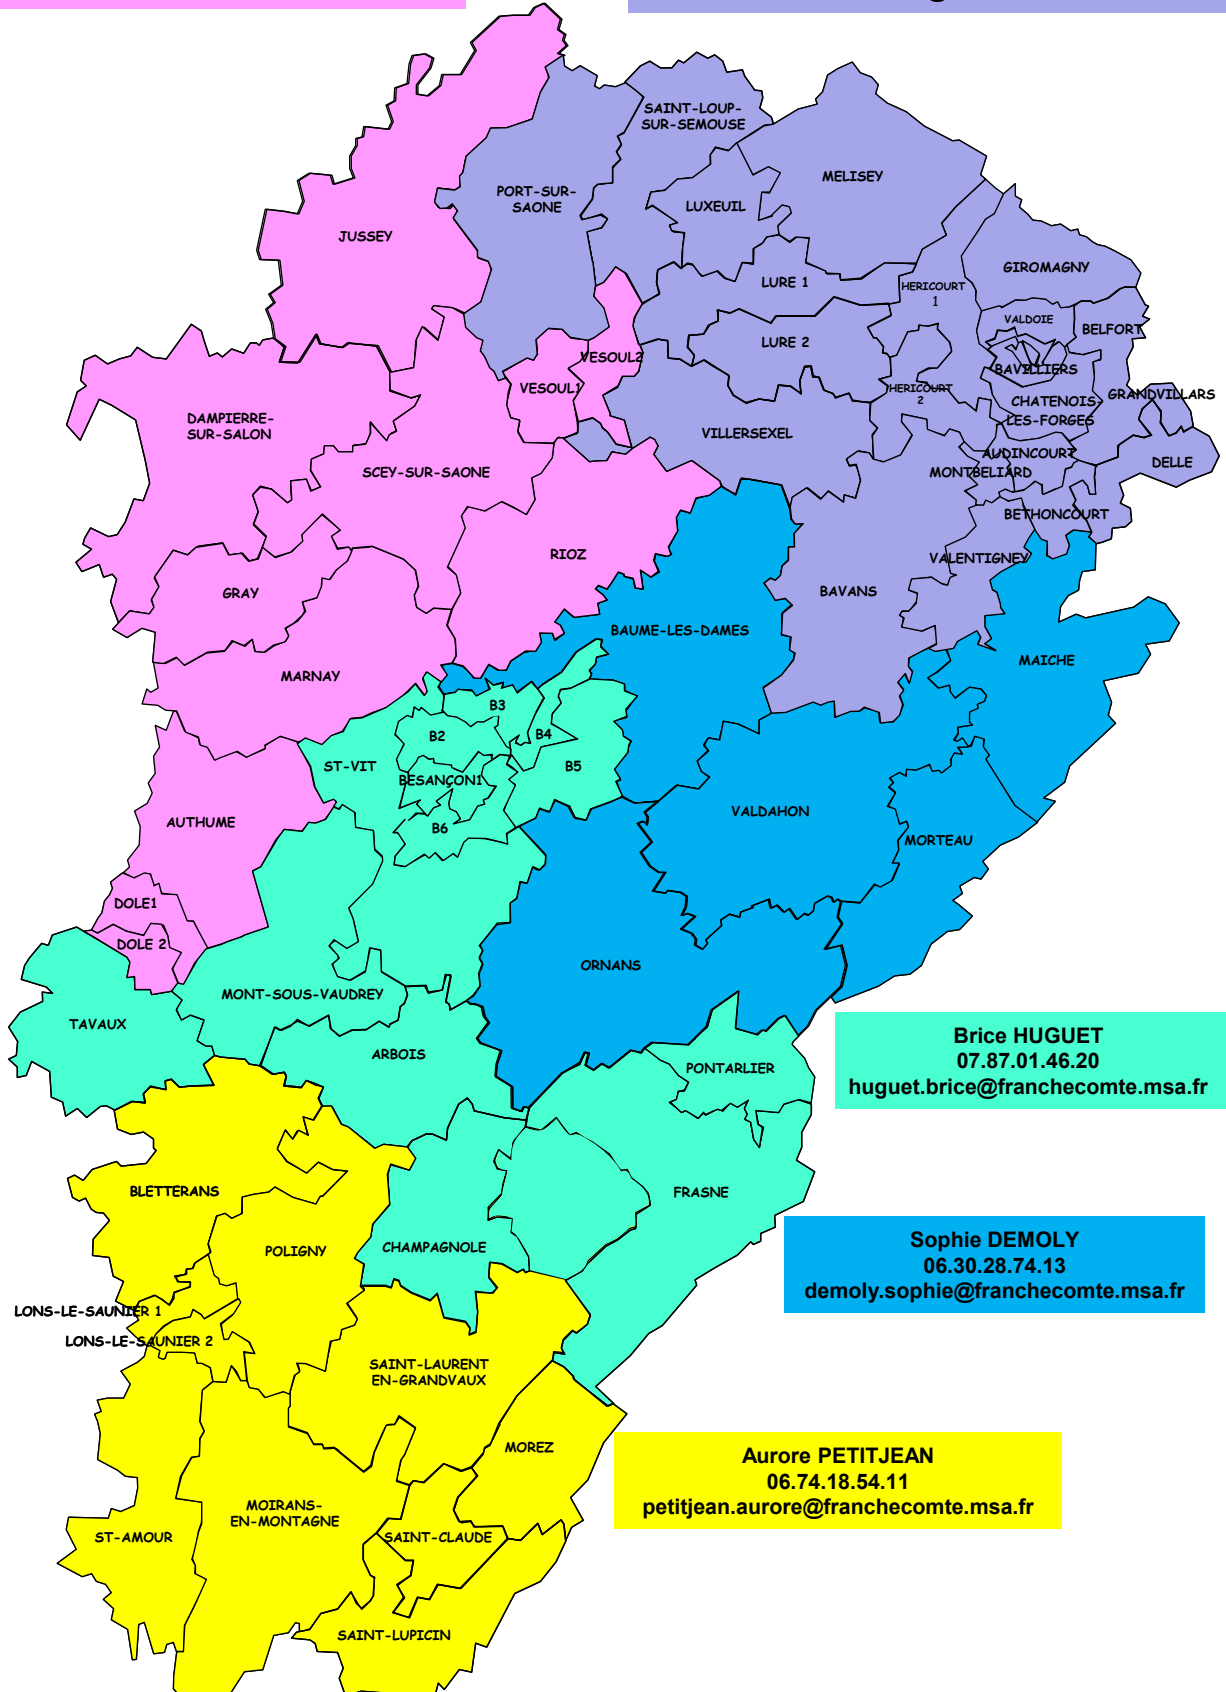 SAINT-LOUP-
SUR-SEMOUSE
MELISEY
PORT-SUR-
SAONE
LUXEUIL
JUSSEY
GIROMAGNY
LURE 1
HERICOURT
1
VALDOIE
BELFORT
LURE 2
VESOUL2
BAVILLIERS
VESOUL1
HERICOURT
2
GRANDVILLARS
CHATENOIS-
LES-FORGES
DAMPIERRE-
SUR-SALON
VILLERSEXEL
AUDINCOURT
DELLE
SCEY-SUR-SAONE
MONTBELIARD
BETHONCOURT
RIOZ
VALENTIGNEY
GRAY
BAVANS
BAUME-LES-DAMES
MAICHE
MARNAY
B3
B2
B4
ST-VIT
B5
BESANÇON1
VALDAHON
AUTHUME
B6
MORTEAU
DOLE1
DOLE 2
ORNANS
MONT-SOUS-VAUDREY
TAVAUX
Brice HUGUET
07.87.01.46.20
huguet.brice@franchecomte.msa.fr
ARBOIS
PONTARLIER
BLETTERANS
FRASNE
POLIGNY
CHAMPAGNOLE
Sophie DEMOLY
06.30.28.74.13
demoly.sophie@franchecomte.msa.fr
LONS-LE-SAUNIER 1
LONS-LE-SAUNIER 2
SAINT-LAURENT
EN-GRANDVAUX
MOREZ
Aurore PETITJEAN
06.74.18.54.11
petitjean.aurore@franchecomte.msa.fr
MOIRANS-
EN-MONTAGNE
ST-AMOUR
SAINT-CLAUDE
SAINT-LUPICIN